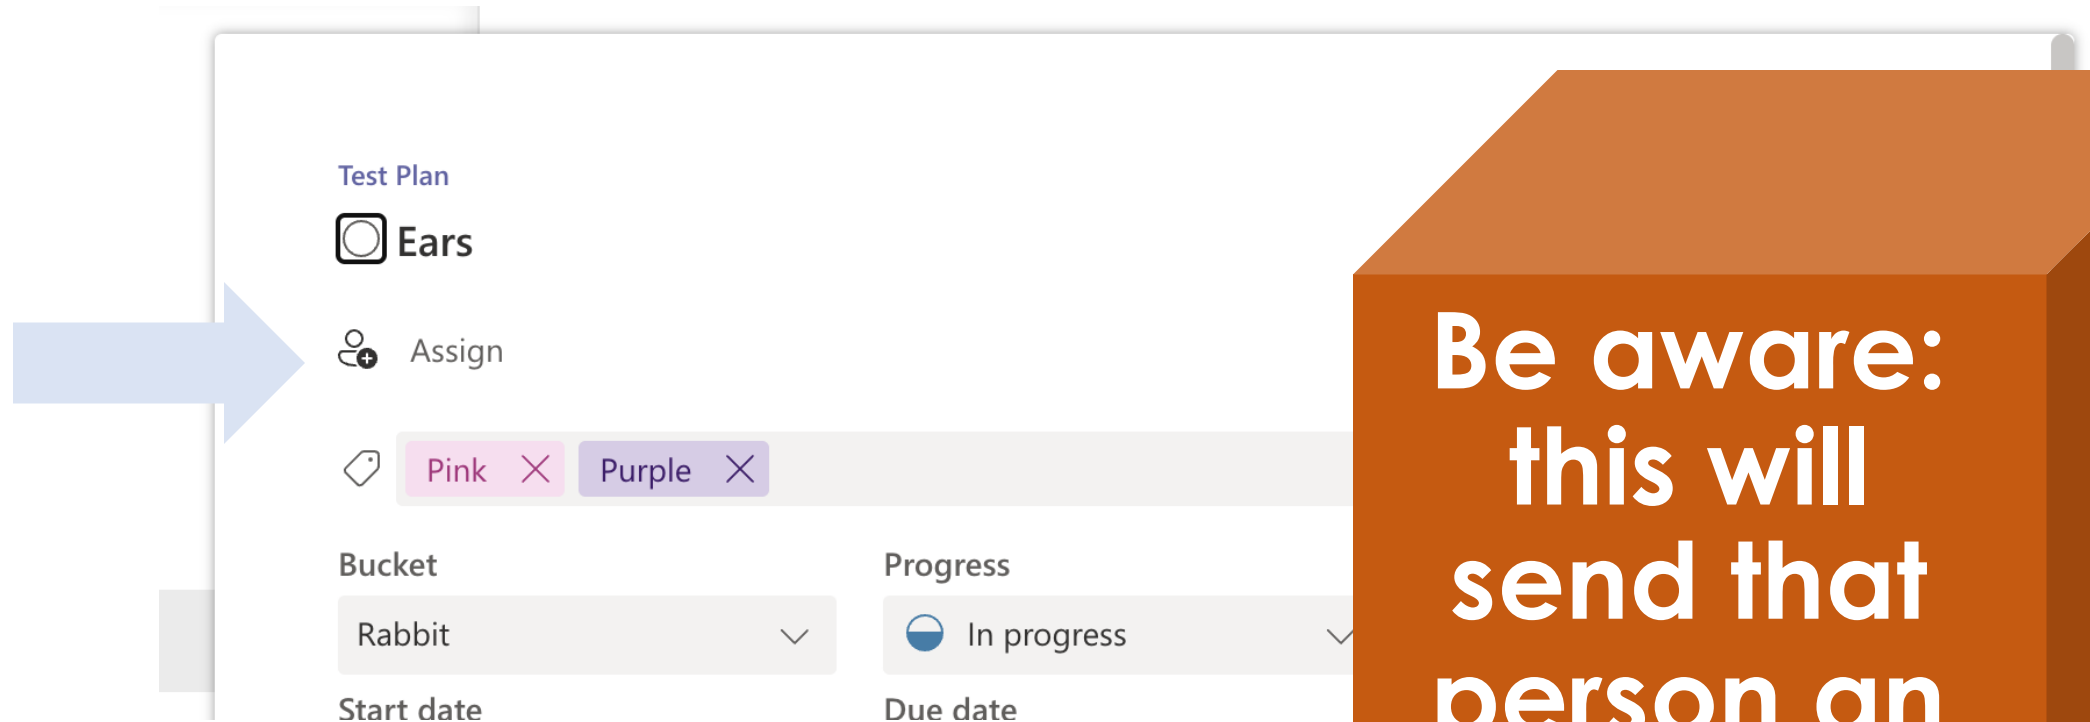 Test Plan
Ears
Assign
Pink Purple
Bucket Progress
Rabbit In progress
Start date Due date
Be aware:
this will
send that
person an